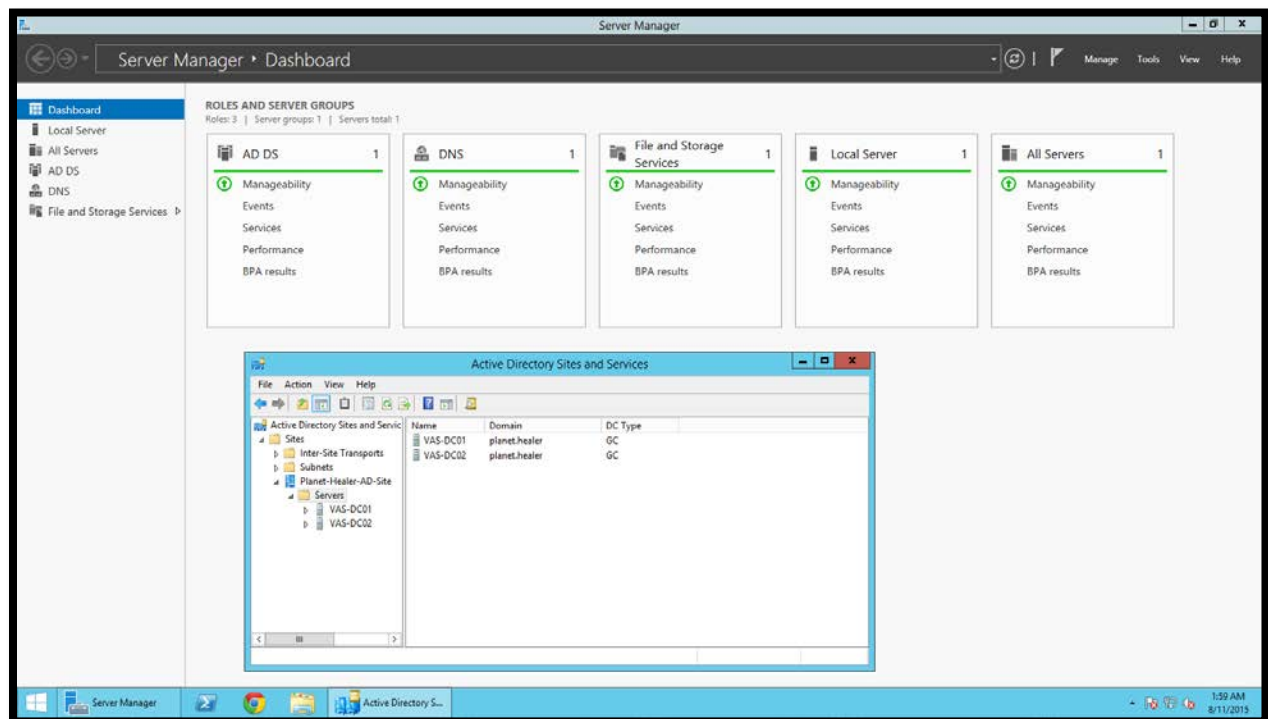 Server Manager
Server Manager • Dashboard
Manage Tools View Help
Dashboard
Local Server
All Servers
AD DS
DNS
File and Storage Services
ROLES AND SERVER GROUPS
Roles: 3 | Server groups: 1 | Servers total: 1
AD DS 1
Manageability
Events
Services
Performance
BPA results
DNS 1
Manageability
Events
Services
Performance
BPA results
File and Storage
Services 1
Manageability
Events
Services
Performance
BPA results
Local Server 1
Manageability
Events
Services
Performance
BPA results
All Servers 1
Manageability
Events
Services
Performance
BPA results
Active Directory Sites and Services
File Action View Help
Active Directory Sites and Servic
Sites
Inter-Site Transports
Subnets
Planet-Healer-AD-Site
Servers
VAS-DC01
VAS-DC02
Name Domain DC Type
VAS-DC01 planet.healer GC
VAS-DC02 planet.healer GC
Server Manager
Active Directory S...
1:59 AM
8/11/2015